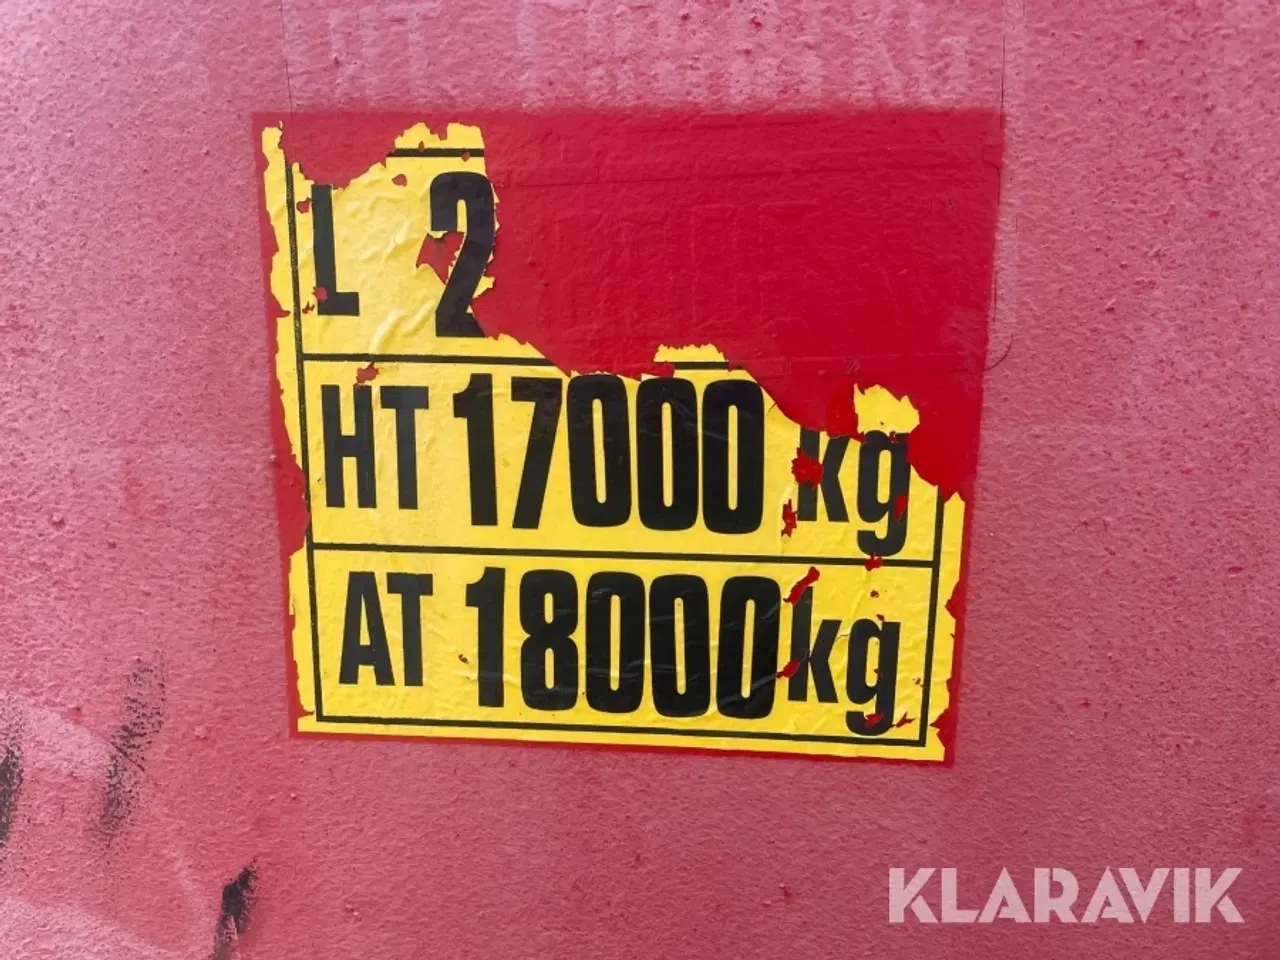 L 2
HT 17000 kg
AT 18000 kg
KLARAVIK